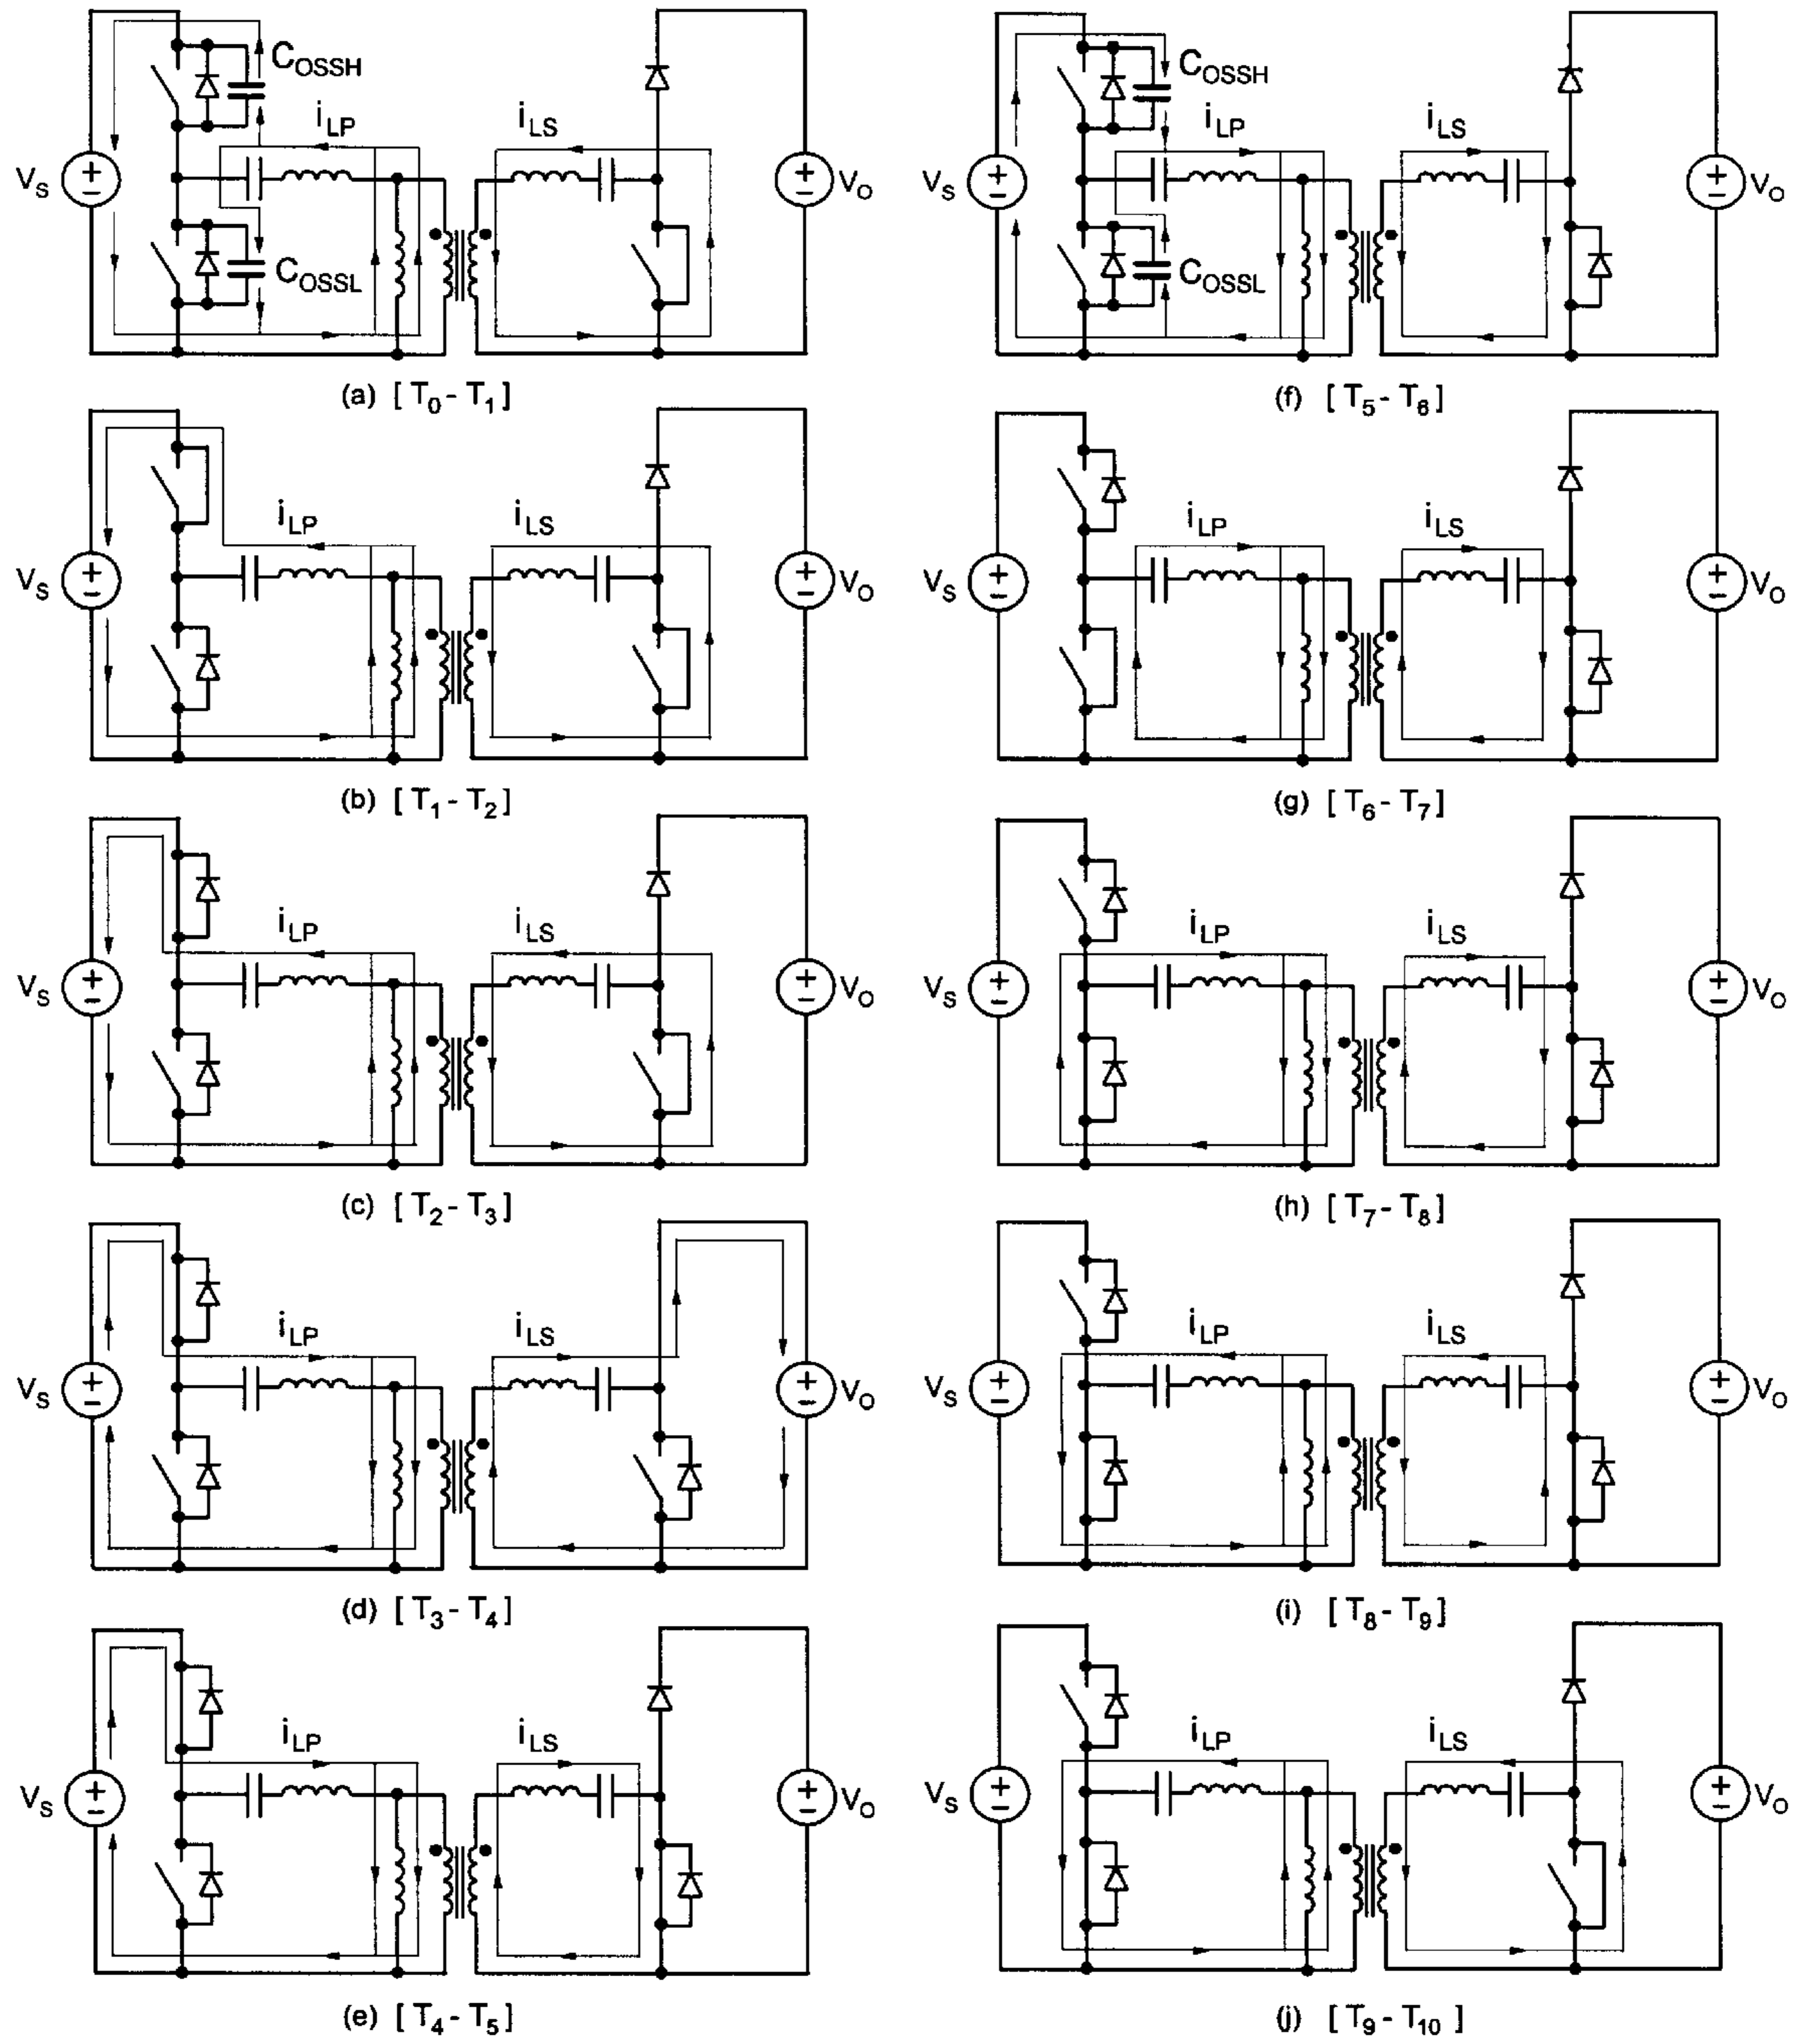 C_OSSH
i_LP
i_LS
V_S
V_O
C_OSSL
(a) [ T_0 - T_1 ]
C_OSSH
i_LP
i_LS
V_S
V_O
C_OSSL
(f) [ T_5 - T_6 ]
i_LP
i_LS
V_S
V_O
(b) [ T_1 - T_2 ]
i_LP
i_LS
V_S
V_O
(g) [ T_6 - T_7 ]
i_LP
i_LS
V_S
V_O
(c) [ T_2 - T_3 ]
i_LP
i_LS
V_S
V_O
(h) [ T_7 - T_8 ]
i_LP
i_LS
V_S
V_O
(d) [ T_3 - T_4 ]
i_LP
i_LS
V_S
V_O
(i) [ T_8 - T_9 ]
i_LP
i_LS
V_S
V_O
(e) [ T_4 - T_5 ]
i_LP
i_LS
V_S
V_O
(j) [ T_9 - T_10 ]